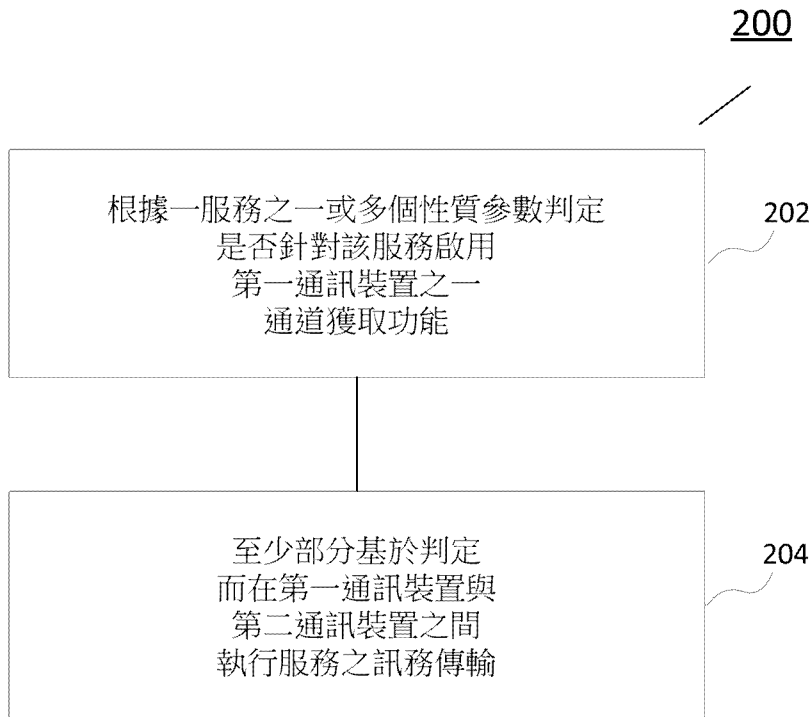 200
根據一服務之一或多個性質參數判定
是否針對該服務啟用
第一通訊裝置之一
通道獲取功能
202
至少部分基於判定
而在第一通訊裝置與
第二通訊裝置之間
執行服務之訊務傳輸
204